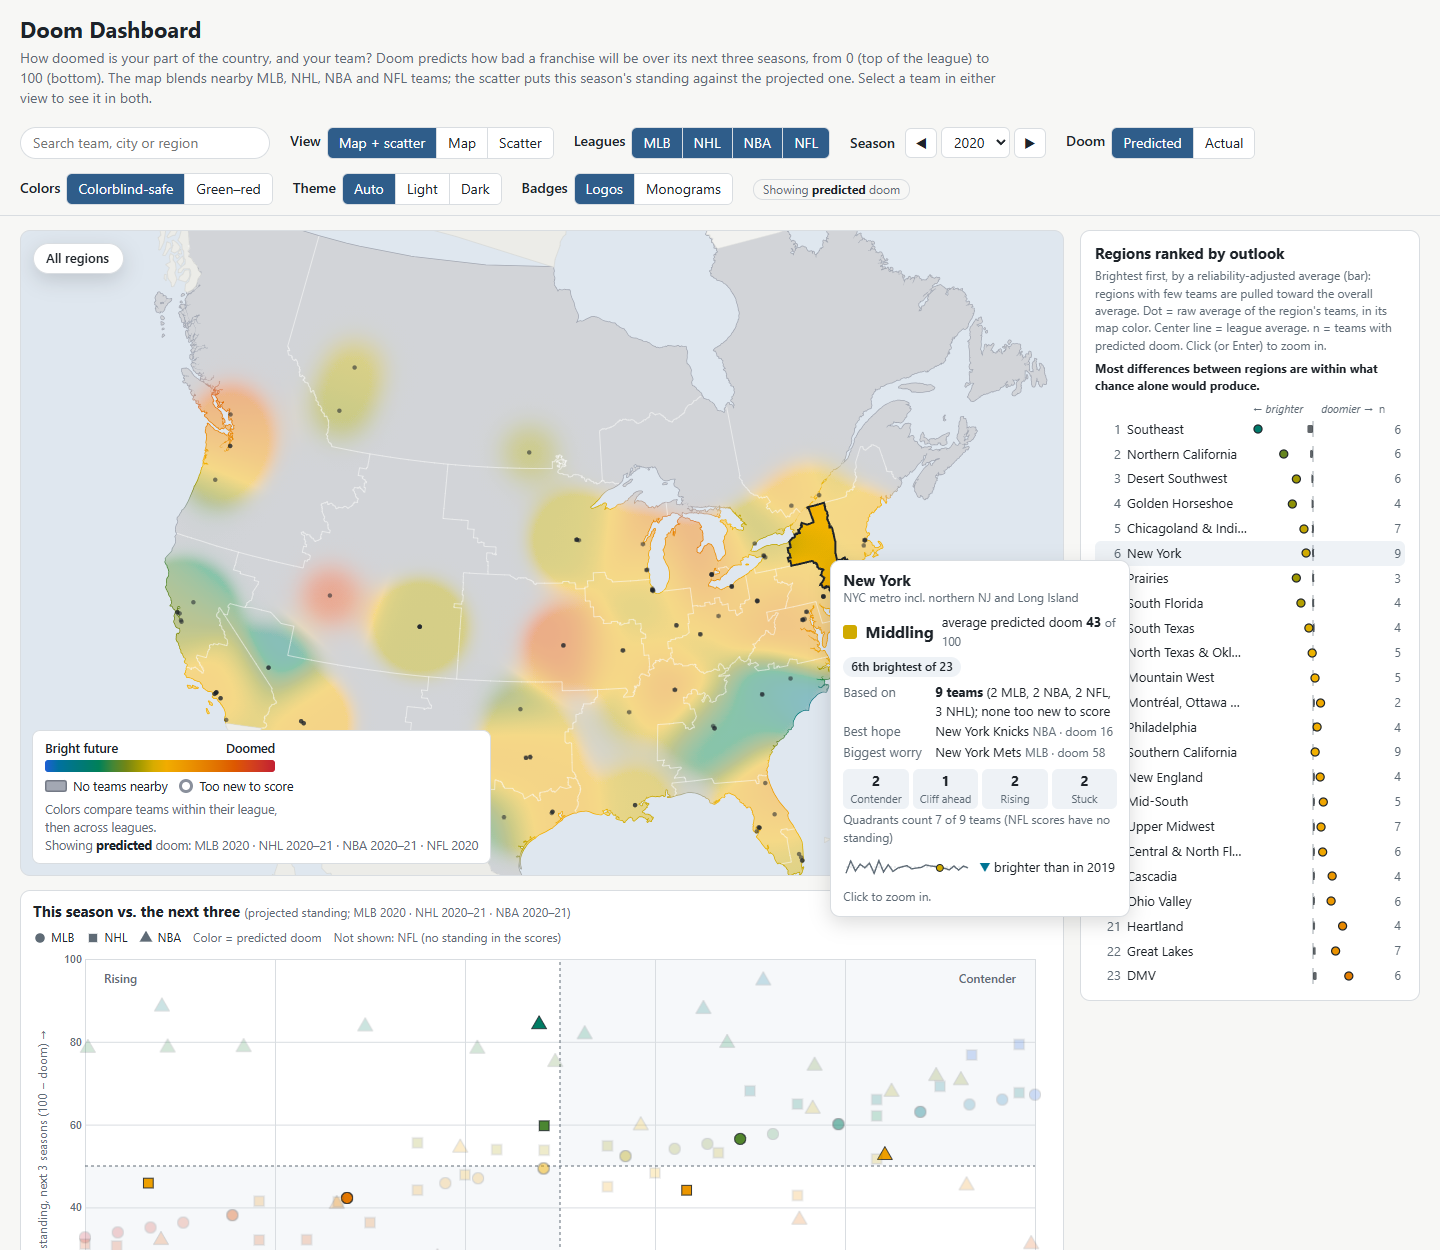 Doom Dashboard
How doomed is your part of the country, and your team? Doom predicts how bad a franchise will be over its next three seasons, from 0 (top of the league) to
100 (bottom). The map blends nearby MLB, NHL, NBA and NFL teams; the scatter puts this season's standing against the projected one. Select a team in either
view to see it in both.
Search team, city or region
View Map + scatter Map Scatter
Leagues MLB NHL NBA NFL
Season ◀ 2020 ▶
Doom Predicted Actual
Colors Colorblind-safe Green–red
Theme Auto Light Dark
Badges Logos Monograms
Showing predicted doom
All regions
Bright future Doomed
No teams nearby Too new to score
Colors compare teams within their league,
then across leagues.
Showing predicted doom: MLB 2020 · NHL 2020–21 · NBA 2020–21 · NFL 2020
New York
NYC metro incl. northern NJ and Long Island
Middling average predicted doom 43 of
100
6th brightest of 23
Based on 9 teams (2 MLB, 2 NBA, 2 NFL,
3 NHL); none too new to score
Best hope New York Knicks NBA · doom 16
Biggest worry New York Mets MLB · doom 58
2 1 2 2
Contender Cliff ahead Rising Stuck
Quadrants count 7 of 9 teams (NFL scores have no
standing)
▼ brighter than in 2019
Click to zoom in.
Regions ranked by outlook
Brightest first, by a reliability-adjusted average (bar):
regions with few teams are pulled toward the overall
average. Dot = raw average of the region's teams, in its
map color. Center line = league average. n = teams with
predicted doom. Click (or Enter) to zoom in.
Most differences between regions are within what
chance alone would produce.
← brighter doomier → n
1 Southeast 6
2 Northern California 6
3 Desert Southwest 6
4 Golden Horseshoe 4
5 Chicagoland & Indi... 7
6 New York 9
Prairies 3
South Florida 4
South Texas 4
North Texas & Okl... 5
Mountain West 5
Montréal, Ottawa ... 2
Philadelphia 4
Southern California 9
New England 4
Mid-South 5
Upper Midwest 7
Central & North Fl... 6
Cascadia 4
Ohio Valley 6
21 Heartland 4
22 Great Lakes 7
23 DMV 6
This season vs. the next three (projected standing; MLB 2020 · NHL 2020–21 · NBA 2020–21)
MLB NHL NBA Color = predicted doom Not shown: NFL (no standing in the scores)
100
Rising Contender
80
60
40
standing, next 3 seasons (100 − doom) →